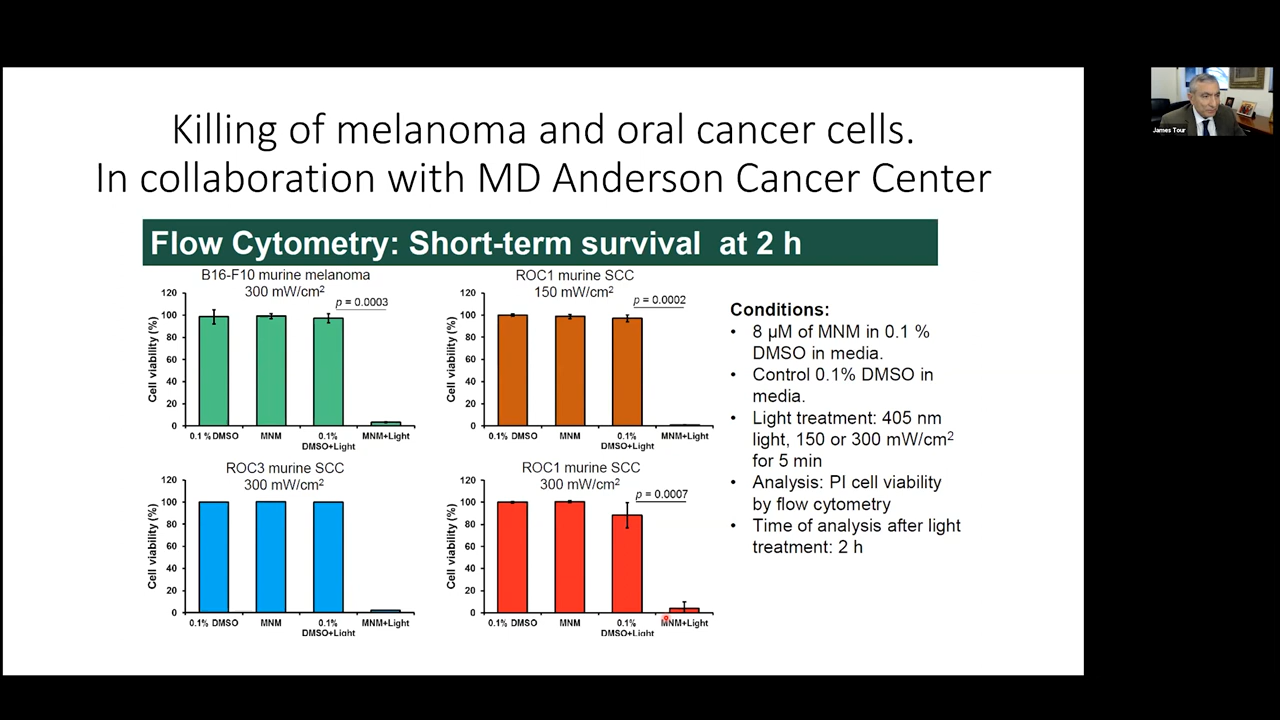 Killing of melanoma and oral cancer cells.
In collaboration with MD Anderson Cancer Center
Flow Cytometry: Short-term survival at 2 h
B16-F10 murine melanoma
300 mW/cm²
p = 0.0003
Cell viability (%)
120
100
80
60
40
20
0
0.1 % DMSO
MNM
0.1%
DMSO+Light
MNM+Light
ROC1 murine SCC
150 mW/cm²
p = 0.0002
Cell viability (%)
120
100
80
60
40
20
0
0.1% DMSO
MNM
0.1%
DMSO+Light
MNM+Light
ROC3 murine SCC
300 mW/cm²
Cell viability (%)
120
100
80
60
40
20
0
0.1% DMSO
MNM
0.1%
DMSO+Light
MNM+Light
ROC1 murine SCC
300 mW/cm²
p = 0.0007
Cell viability (%)
120
100
80
60
40
20
0
0.1% DMSO
MNM
0.1%
DMSO+Light
MNM+Light
Conditions:
• 8 µM of MNM in 0.1 %
DMSO in media.
• Control 0.1% DMSO in
media.
• Light treatment: 405 nm
light, 150 or 300 mW/cm²
for 5 min
• Analysis: PI cell viability
by flow cytometry
• Time of analysis after light
treatment: 2 h
James Tour